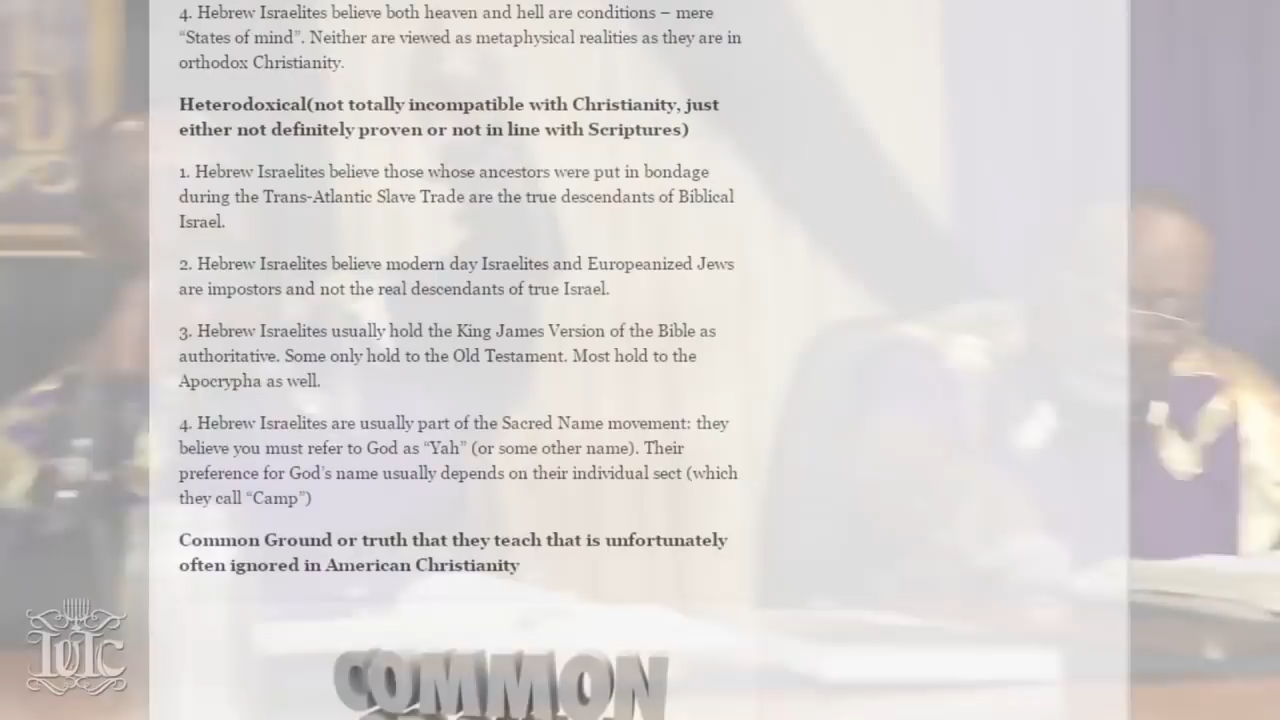 4. Hebrew Israelites believe both heaven and hell are conditions – mere
“States of mind”. Neither are viewed as metaphysical realities as they are in
orthodox Christianity.
Heterodoxical(not totally incompatible with Christianity, just
either not definitely proven or not in line with Scriptures)
1. Hebrew Israelites believe those whose ancestors were put in bondage
during the Trans-Atlantic Slave Trade are the true descendants of Biblical
Israel.
2. Hebrew Israelites believe modern day Israelites and Europeanized Jews
are impostors and not the real descendants of true Israel.
3. Hebrew Israelites usually hold the King James Version of the Bible as
authoritative. Some only hold to the Old Testament. Most hold to the
Apocrypha as well.
4. Hebrew Israelites are usually part of the Sacred Name movement: they
believe you must refer to God as “Yah” (or some other name). Their
preference for God’s name usually depends on their individual sect (which
they call “Camp”)
Common Ground or truth that they teach that is unfortunately
often ignored in American Christianity
IUIC
COMMON